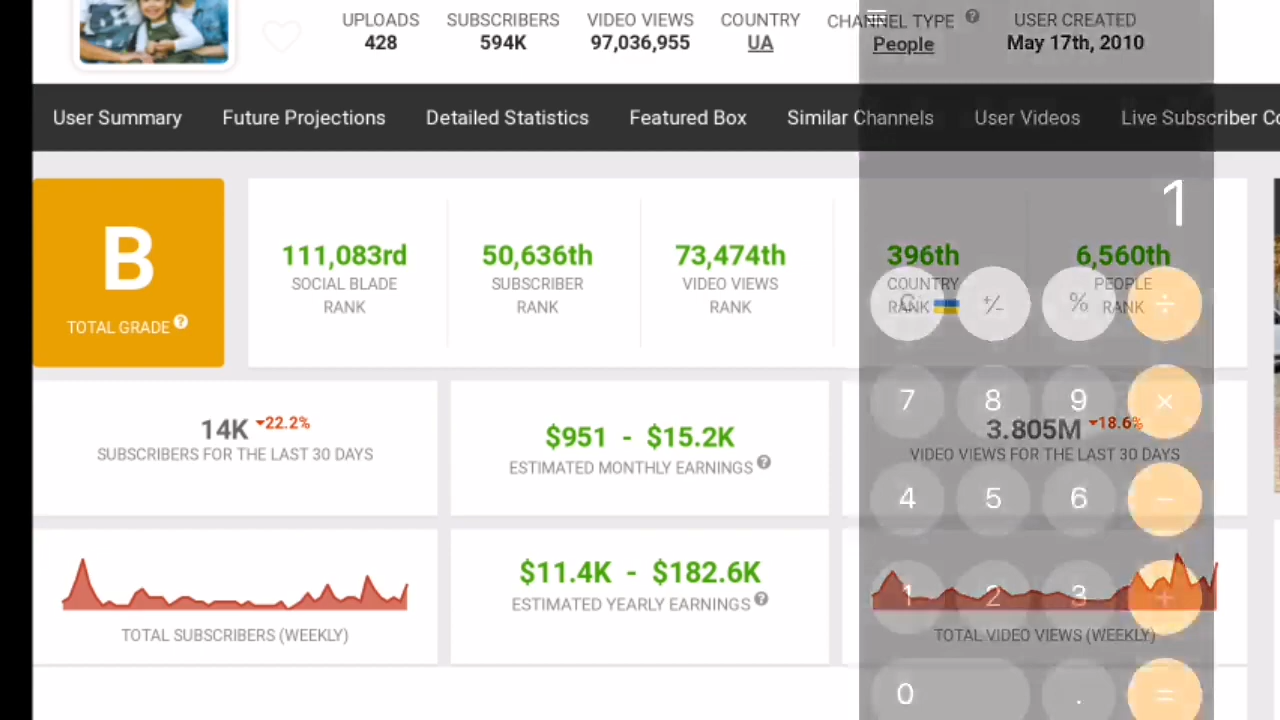 UPLOADS SUBSCRIBERS VIDEO VIEWS COUNTRY CHANNEL TYPE USER CREATED
428 594K 97,036,955 UA People May 17th, 2010
User Summary Future Projections Detailed Statistics Featured Box Similar Channels User Videos Live Subscriber Co
1
B
TOTAL GRADE ?
111,083rd 50,636th 73,474th 396th 6,560th
SOCIAL BLADE SUBSCRIBER VIDEO VIEWS COUNTRY PEOPLE
RANK RANK RANK RANK RANK
C +/- % ÷
7 8 9 ×
14K 22.2% $951 - $15.2K 3.805M 18.6%
SUBSCRIBERS FOR THE LAST 30 DAYS ESTIMATED MONTHLY EARNINGS ? VIDEO VIEWS FOR THE LAST 30 DAYS
4 5 6 −
$11.4K - $182.6K
1 2 3 +
ESTIMATED YEARLY EARNINGS ?
TOTAL SUBSCRIBERS (WEEKLY) TOTAL VIDEO VIEWS (WEEKLY)
0 . =